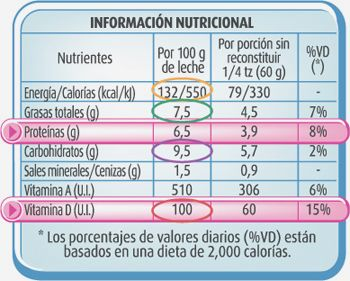 INFORMACIÓN NUTRICIONAL
Nutrientes Por 100 g de leche Por porción sin reconstituir 1/4 tz (60 g) %VD (*)
Energía/Calorías (kcal/kJ) 132/550 79/330 -
Grasas totales (g) 7,5 4,5 7%
Proteínas (g) 6,5 3,9 8%
Carbohidratos (g) 9,5 5,7 2%
Sales minerales/Cenizas (g) 1,5 0,9 -
Vitamina A (U.I.) 510 306 6%
Vitamina D (U.I.) 100 60 15%
* Los porcentajes de valores diarios (%VD) están
basados en una dieta de 2,000 calorías.